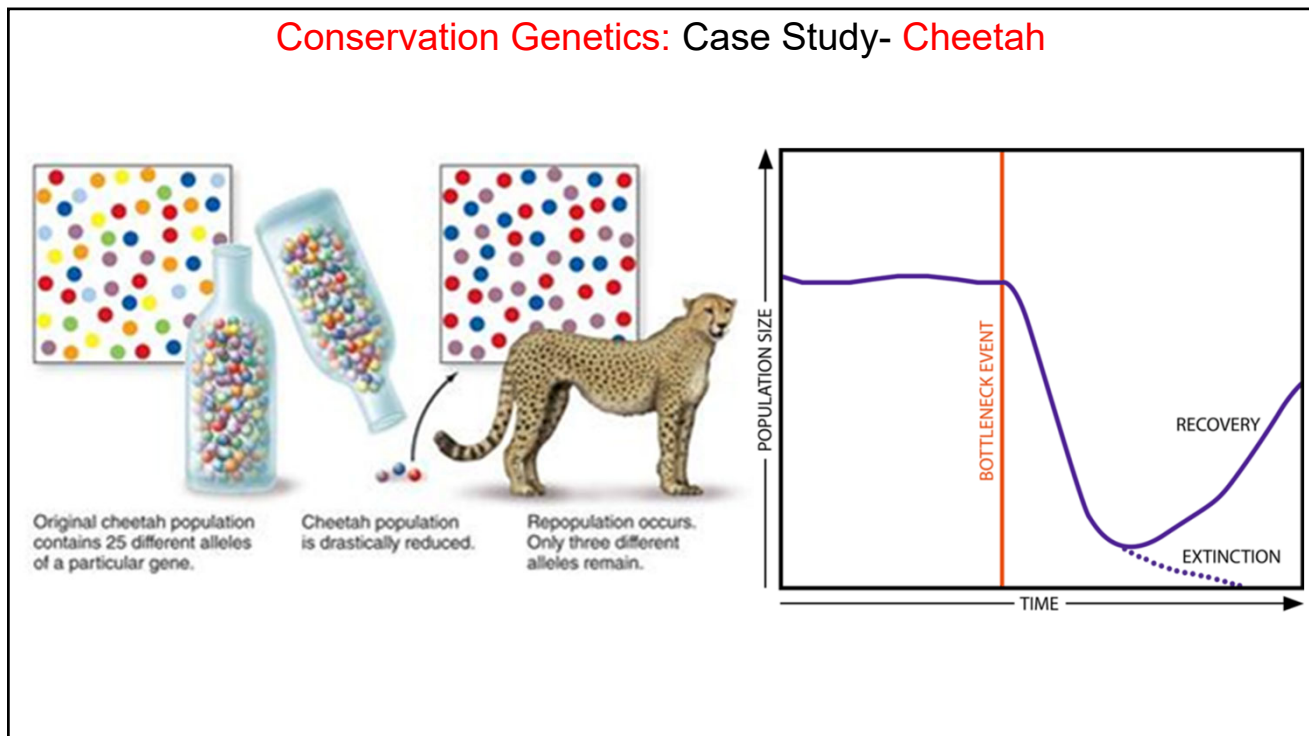 Conservation Genetics: Case Study- Cheetah
Original cheetah population
contains 25 different alleles
of a particular gene.
Cheetah population
is drastically reduced.
Repopulation occurs.
Only three different
alleles remain.
POPULATION SIZE
BOTTLENECK EVENT
RECOVERY
EXTINCTION
TIME